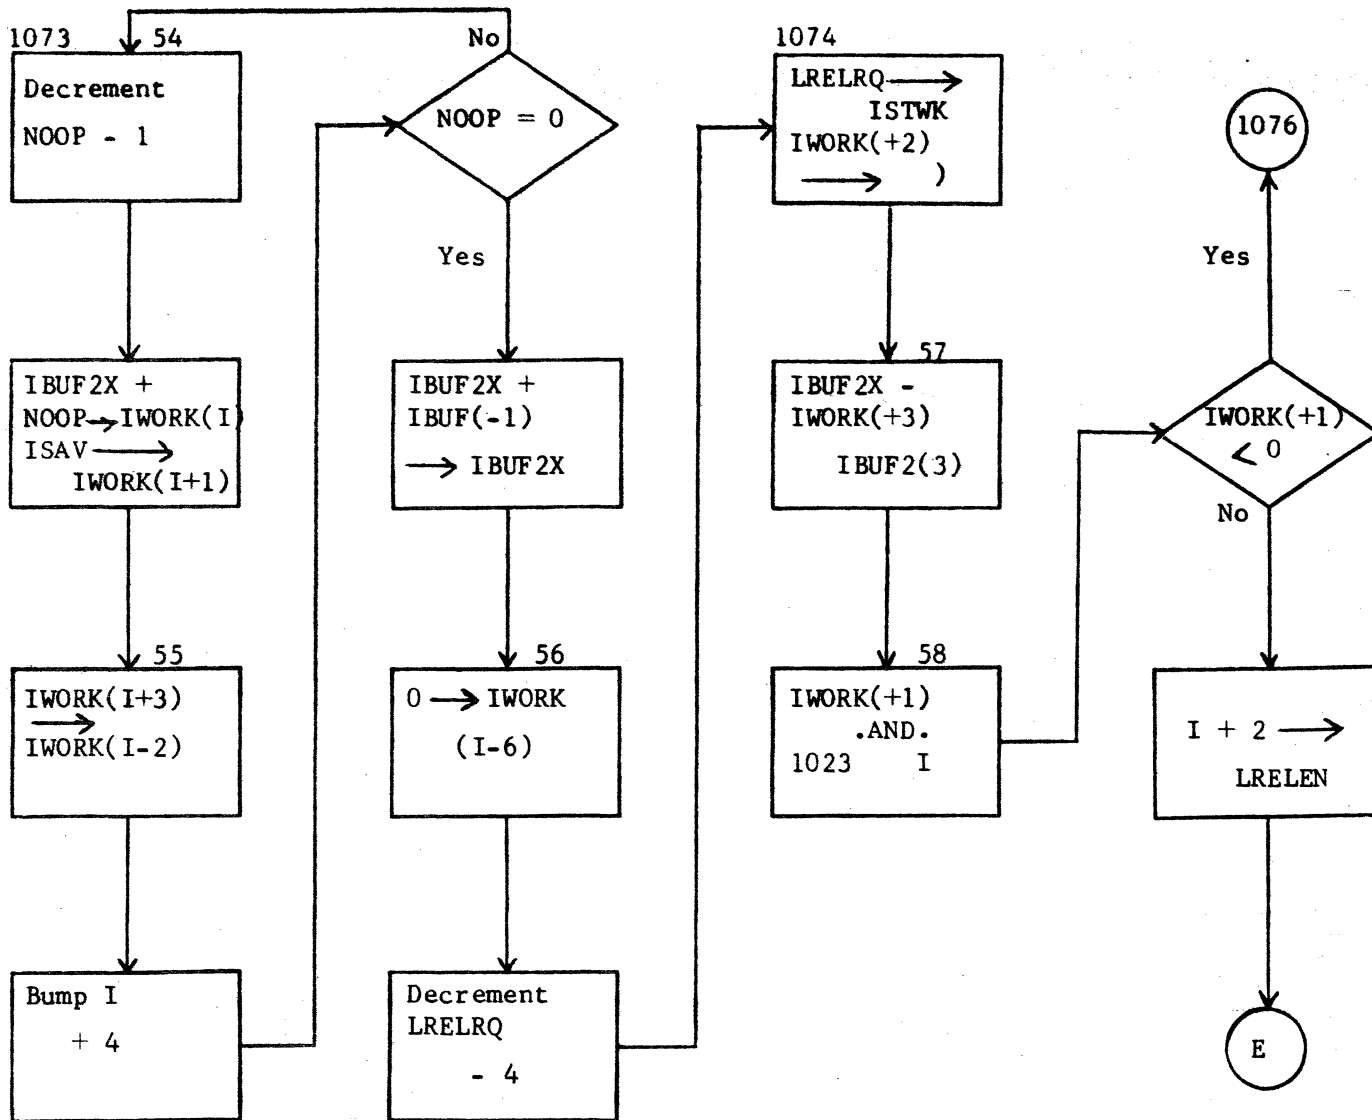 1073 54
Decrement
NOOP - 1
IBUF2X +
NOOP→IWORK(I)
ISAV →
IWORK(I+1)
55
IWORK(I+3)
→
IWORK(I-2)
Bump I
+ 4
No
NOOP = 0
Yes
IBUF2X +
IBUF(-1)
→ IBUF2X
56
0 → IWORK
(I-6)
Decrement
LRELRQ
- 4
1074
LRELRQ →
ISTWK
IWORK(+2)
→ )
57
IBUF2X -
IWORK(+3)
IBUF2(3)
58
IWORK(+1)
.AND.
1023 I
1076
Yes
IWORK(+1)
< 0
No
I + 2 →
LRELEN
E